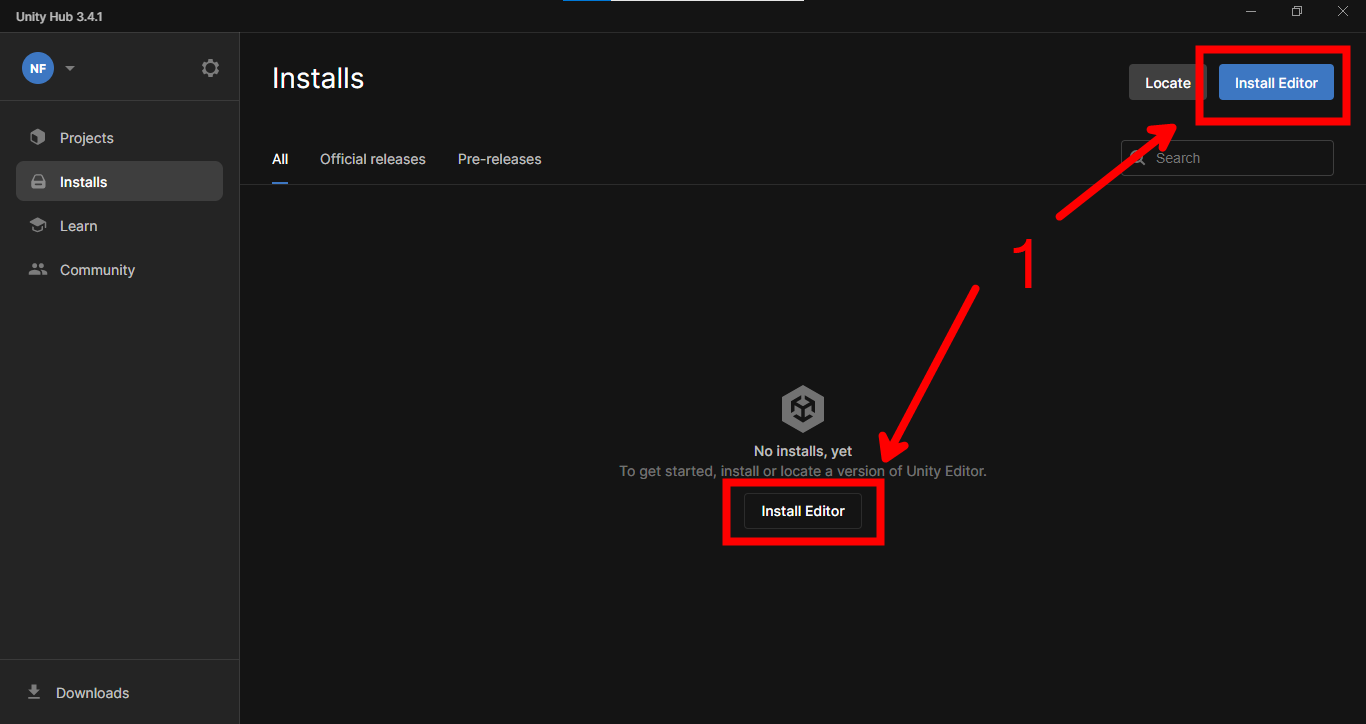 Unity Hub 3.4.1
NF
Projects
Installs
Learn
Community
Downloads
Installs
Locate
Install Editor
All Official releases Pre-releases
Search
1
No installs, yet
To get started, install or locate a version of Unity Editor.
Install Editor